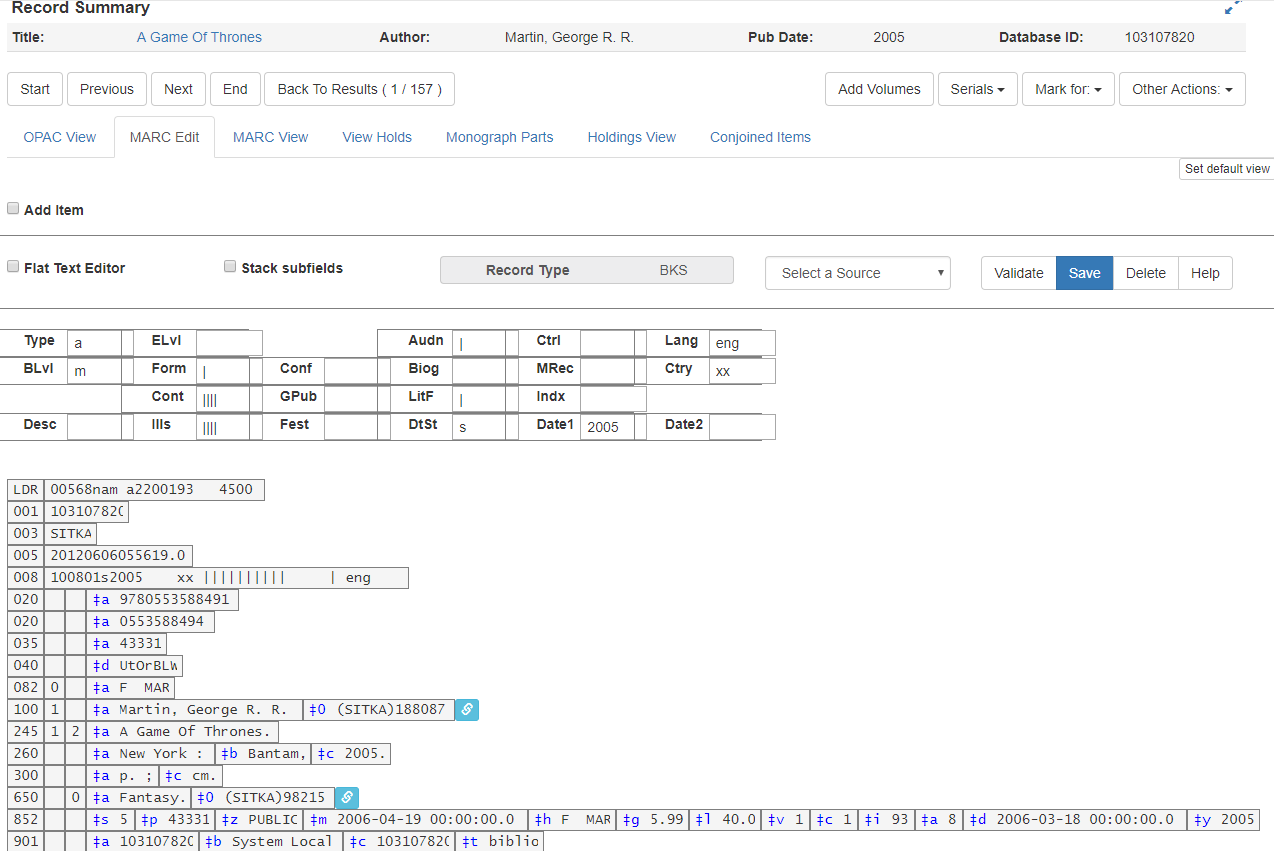 Record Summary
Title: A Game Of Thrones Author: Martin, George R. R. Pub Date: 2005 Database ID: 103107820
Start Previous Next End Back To Results ( 1 / 157 ) Add Volumes Serials Mark for: Other Actions:
OPAC View MARC Edit MARC View View Holds Monograph Parts Holdings View Conjoined Items
Set default view
Add Item
Flat Text Editor Stack subfields Record Type BKS Select a Source Validate Save Delete Help
Type a ELvl Audn | Ctrl Lang eng
BLvl m Form | Conf Biog MRec Ctry xx
Cont |||| GPub LitF | Indx
Desc Ills |||| Fest DtSt s Date1 2005 Date2
LDR 00568nam a2200193   4500
001 103107820
003 SITKA
005 20120606055619.0
008 100801s2005    xx ||||||||||     | eng
020 ‡a 9780553588491
020 ‡a 0553588494
035 ‡a 43331
040 ‡d UtOrBLW
082 0 ‡a F  MAR
100 1 ‡a Martin, George R. R. ‡0 (SITKA)188087
245 1 2 ‡a A Game Of Thrones.
260 ‡a New York : ‡b Bantam, ‡c 2005.
300 ‡a p. ; ‡c cm.
650 0 ‡a Fantasy. ‡0 (SITKA)98215
852 ‡s 5 ‡p 43331 ‡z PUBLIC ‡m 2006-04-19 00:00:00.0 ‡h F  MAR ‡g 5.99 ‡l 40.0 ‡v 1 ‡c 1 ‡i 93 ‡a 8 ‡d 2006-03-18 00:00:00.0 ‡y 2005
901 ‡a 103107820 ‡b System Local ‡c 103107820 ‡t biblio